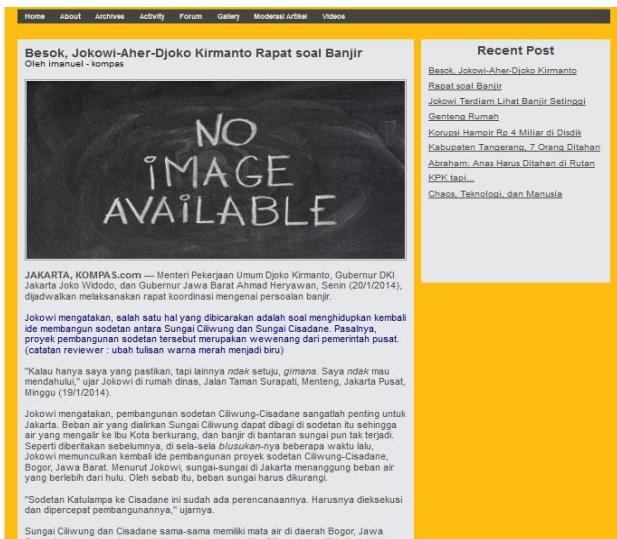 Home About Archives Activity Forum Gallery Moderasi Artikel Videos
Besok, Jokowi-Aher-Djoko Kirmanto Rapat soal Banjir
Oleh imanuel - kompas
NO
IMAGE
AVAILABLE
JAKARTA, KOMPAS.com — Menteri Pekerjaan Umum Djoko Kirmanto, Gubernur DKI
Jakarta Joko Widodo, dan Gubernur Jawa Barat Ahmad Heryawan, Senin (20/1/2014),
dijadwalkan melaksanakan rapat koordinasi mengenai persoalan banjir.
Jokowi mengatakan, salah satu hal yang dibicarakan adalah soal menghidupkan kembali
ide membangun sodetan antara Sungai Ciliwung dan Sungai Cisadane. Pasalnya,
proyek pembangunan sodetan tersebut merupakan wewenang dari pemerintah pusat.
(catatan reviewer : ubah tulisan warna merah menjadi biru)
"Kalau hanya saya yang pastikan, tapi lainnya ndak setuju, gimana. Saya ndak mau
mendahului," ujar Jokowi di rumah dinas, Jalan Taman Surapati, Menteng, Jakarta Pusat,
Minggu (19/1/2014).
Jokowi mengatakan, pembangunan sodetan Ciliwung-Cisadane sangatlah penting untuk
Jakarta. Beban air yang dialirkan Sungai Ciliwung dapat dibagi di sodetan itu sehingga
air yang mengalir ke Ibu Kota berkurang, dan banjir di bantaran sungai pun tak terjadi.
Seperti diberitakan sebelumnya, di sela-sela blusukan-nya beberapa waktu lalu,
Jokowi memunculkan kembali ide pembangunan proyek sodetan Ciliwung-Cisadane,
Bogor, Jawa Barat. Menurut Jokowi, sungai-sungai di Jakarta menanggung beban air
yang berlebih dari hulu. Oleh sebab itu, beban sungai harus dikurangi.
"Sodetan Katulampa ke Cisadane ini sudah ada perencanaannya. Harusnya dieksekusi
dan dipercepat pembangunannya," ujarnya.
Sungai Ciliwung dan Cisadane sama-sama memiliki mata air di daerah Bogor, Jawa
Recent Post
Besok, Jokowi-Aher-Djoko Kirmanto
Rapat soal Banjir
Jokowi Terdiam Lihat Banjir Setinggi
Genteng Rumah
Korupsi Hampir Rp 4 Miliar di Disdik
Kabupaten Tangerang, 7 Orang Ditahan
Abraham: Anas Harus Ditahan di Rutan
KPK tapi...
Chaos, Teknologi, dan Manusia